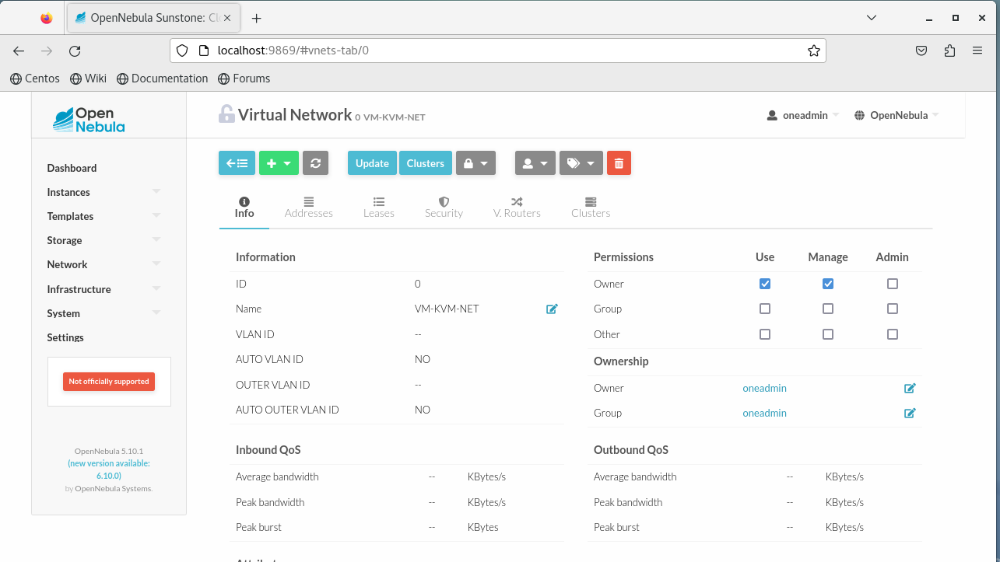 OpenNebula Sunstone: Cl
localhost:9869/#vnets-tab/0
Centos Wiki Documentation Forums
Open
Nebula
Virtual Network 0 VM-KVM-NET
oneadmin OpenNebula
Dashboard
Instances
Templates
Storage
Network
Infrastructure
System
Settings
Not officially supported
OpenNebula 5.10.1
(new version available:
6.10.0)
by OpenNebula Systems.
Update Clusters
Info Addresses Leases Security V. Routers Clusters
Information
ID 0
Name VM-KVM-NET
VLAN ID --
AUTO VLAN ID NO
OUTER VLAN ID --
AUTO OUTER VLAN ID NO
Permissions Use Manage Admin
Owner
Group
Other
Ownership
Owner oneadmin
Group oneadmin
Inbound QoS
Average bandwidth -- KBytes/s
Peak bandwidth -- KBytes/s
Peak burst -- KBytes
Outbound QoS
Average bandwidth -- KBytes/s
Peak bandwidth -- KBytes/s
Peak burst -- KBytes/s